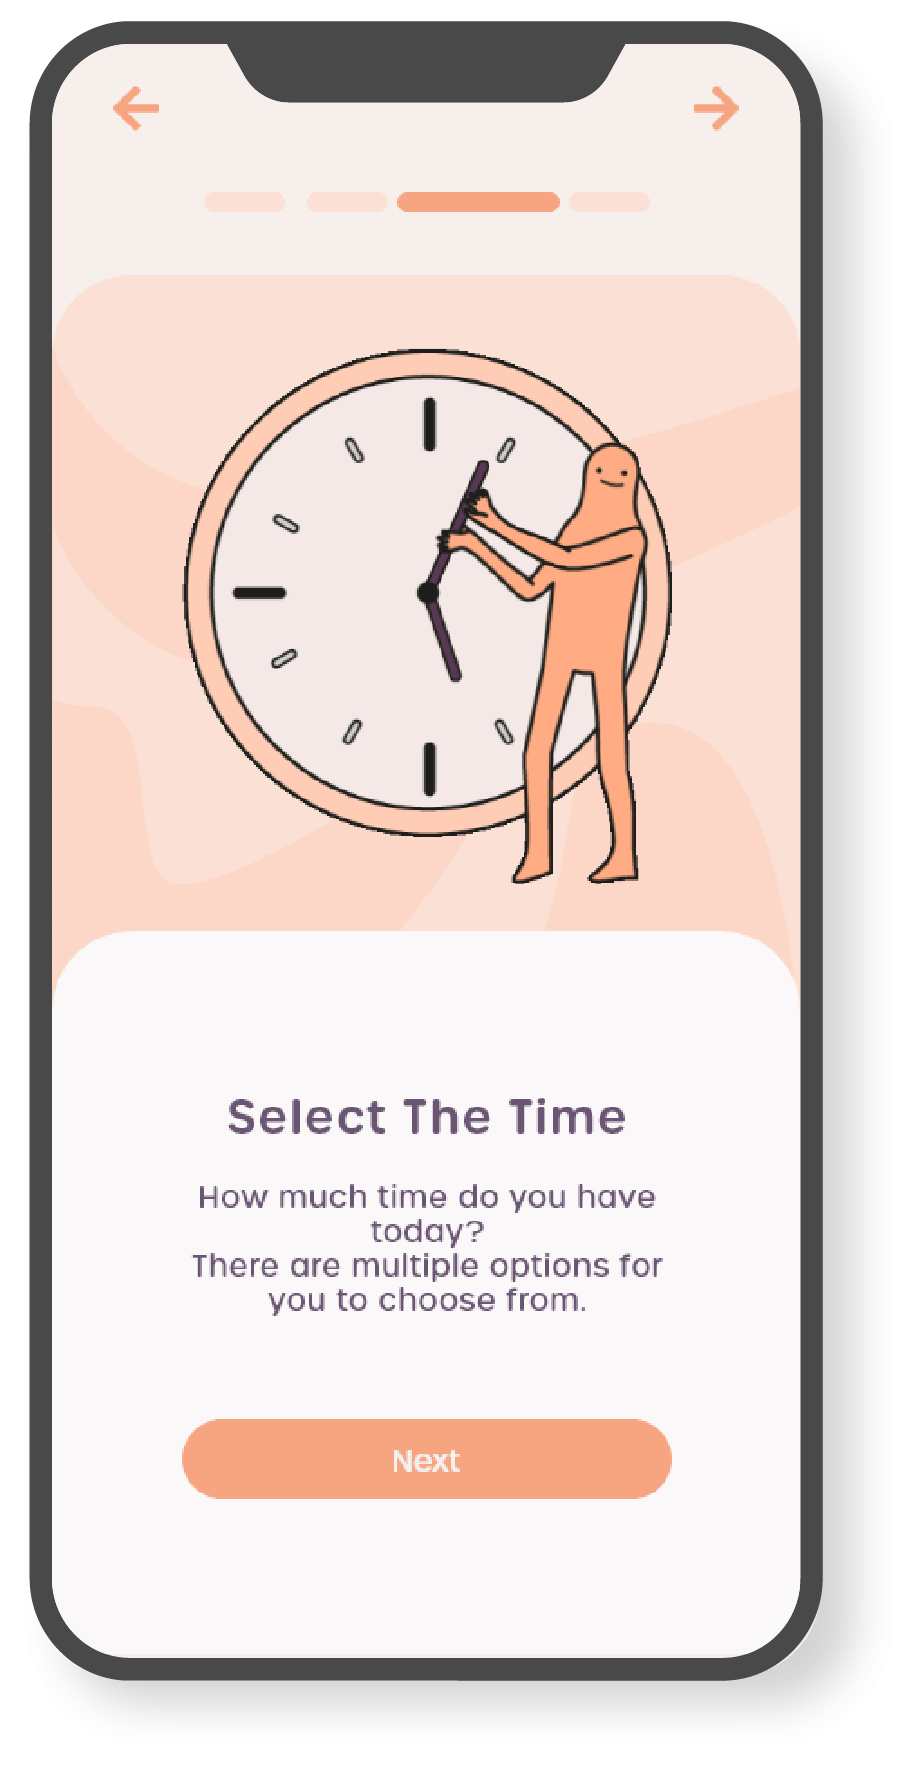 Select The Time
How much time do you have
today?
There are multiple options for
you to choose from.
Next